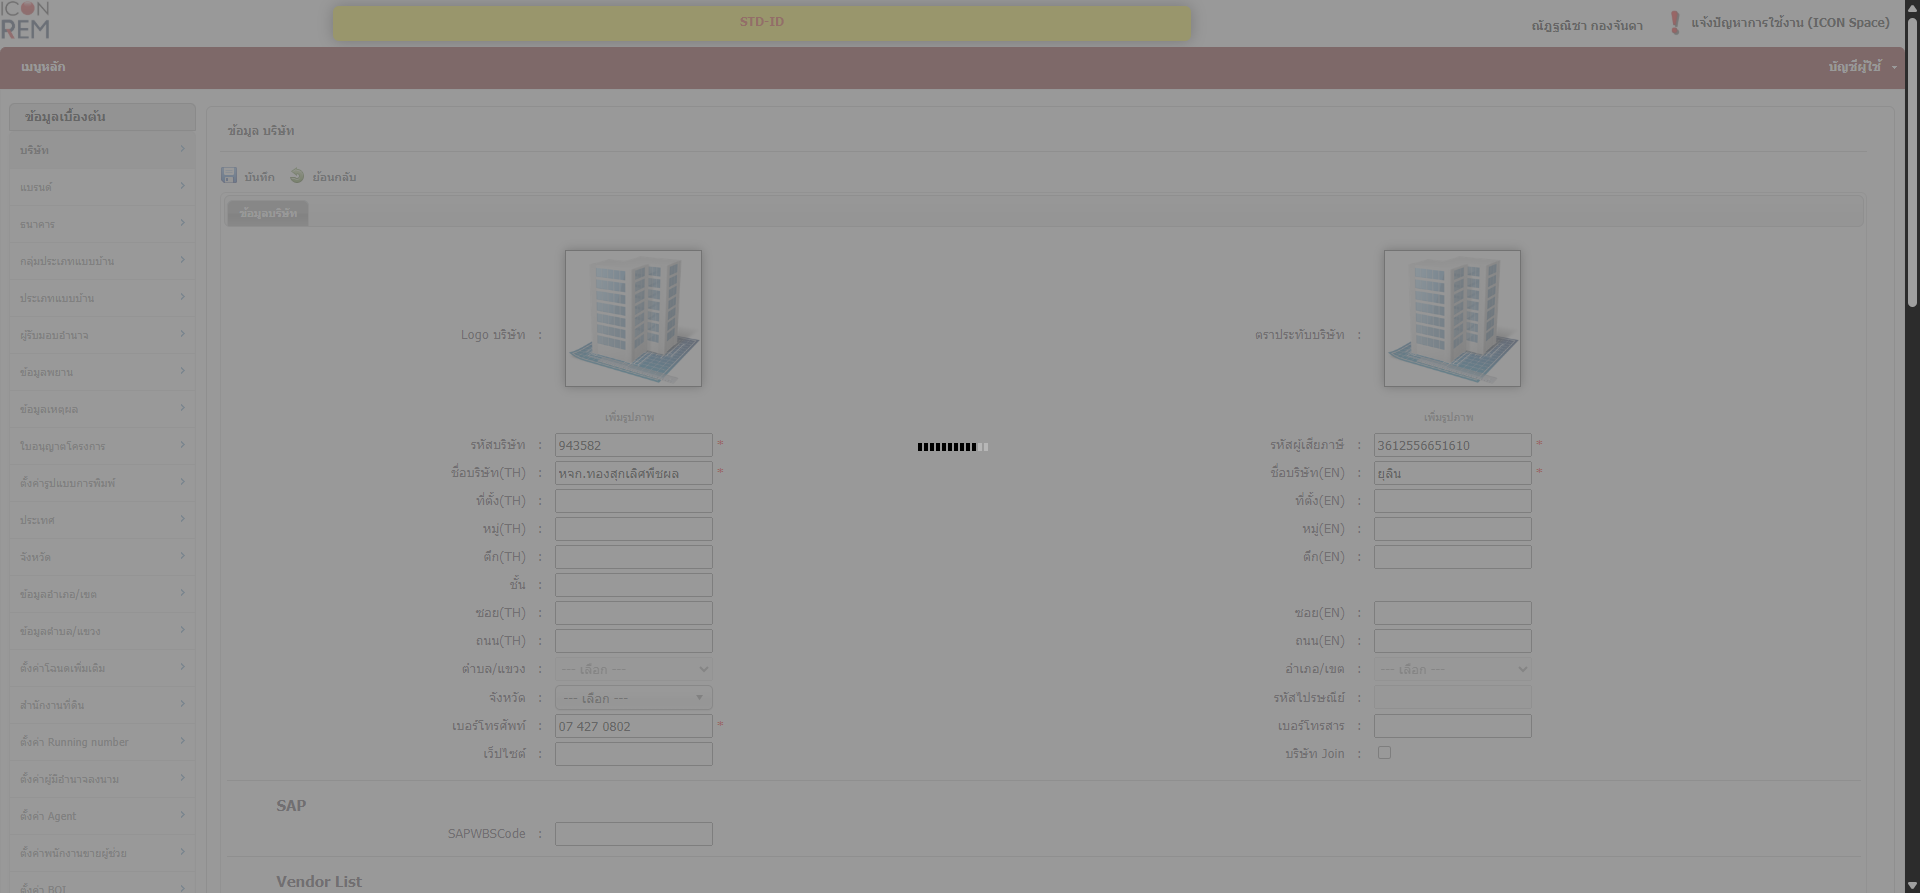 ICON
REM
STD-ID
ณัฏฐณิชา กองจันดา
แจ้งปัญหาการใช้งาน (ICON Space)
เมนูหลัก
บัญชีผู้ใช้
ข้อมูลเบื้องต้น
บริษัท
แบรนด์
ธนาคาร
กลุ่มประเภทแบบบ้าน
ประเภทแบบบ้าน
ผู้รับมอบอำนาจ
ข้อมูลพยาน
ข้อมูลเหตุผล
ใบอนุญาตโครงการ
ตั้งค่ารูปแบบการพิมพ์
ประเทศ
จังหวัด
ข้อมูลอำเภอ/เขต
ข้อมูลตำบล/แขวง
ตั้งค่าโฉนดเพิ่มเติม
สำนักงานที่ดิน
ตั้งค่า Running number
ตั้งค่าผู้มีอำนาจลงนาม
ตั้งค่า Agent
ตั้งค่าพนักงานขายผู้ช่วย
ตั้งค่า BOI
ข้อมูล บริษัท
บันทึก ย้อนกลับ
ข้อมูลบริษัท
Logo บริษัท :
ตราประทับบริษัท :
เพิ่มรูปภาพ
เพิ่มรูปภาพ
รหัสบริษัท : 943582 *
รหัสผู้เสียภาษี : 3612556651610 *
ชื่อบริษัท(TH) : หจก.ทองสุกเลิศพืชผล *
ชื่อบริษัท(EN) : ยุลิน *
ที่ตั้ง(TH) :
ที่ตั้ง(EN) :
หมู่(TH) :
หมู่(EN) :
ตึก(TH) :
ตึก(EN) :
ชั้น :
ซอย(TH) :
ซอย(EN) :
ถนน(TH) :
ถนน(EN) :
ตำบล/แขวง : --- เลือก ---
อำเภอ/เขต : --- เลือก ---
จังหวัด : --- เลือก ---
รหัสไปรษณีย์ :
เบอร์โทรศัพท์ : 07 427 0802 *
เบอร์โทรสาร :
เว็ปไซต์ :
บริษัท Join :
SAP
SAPWBSCode :
Vendor List